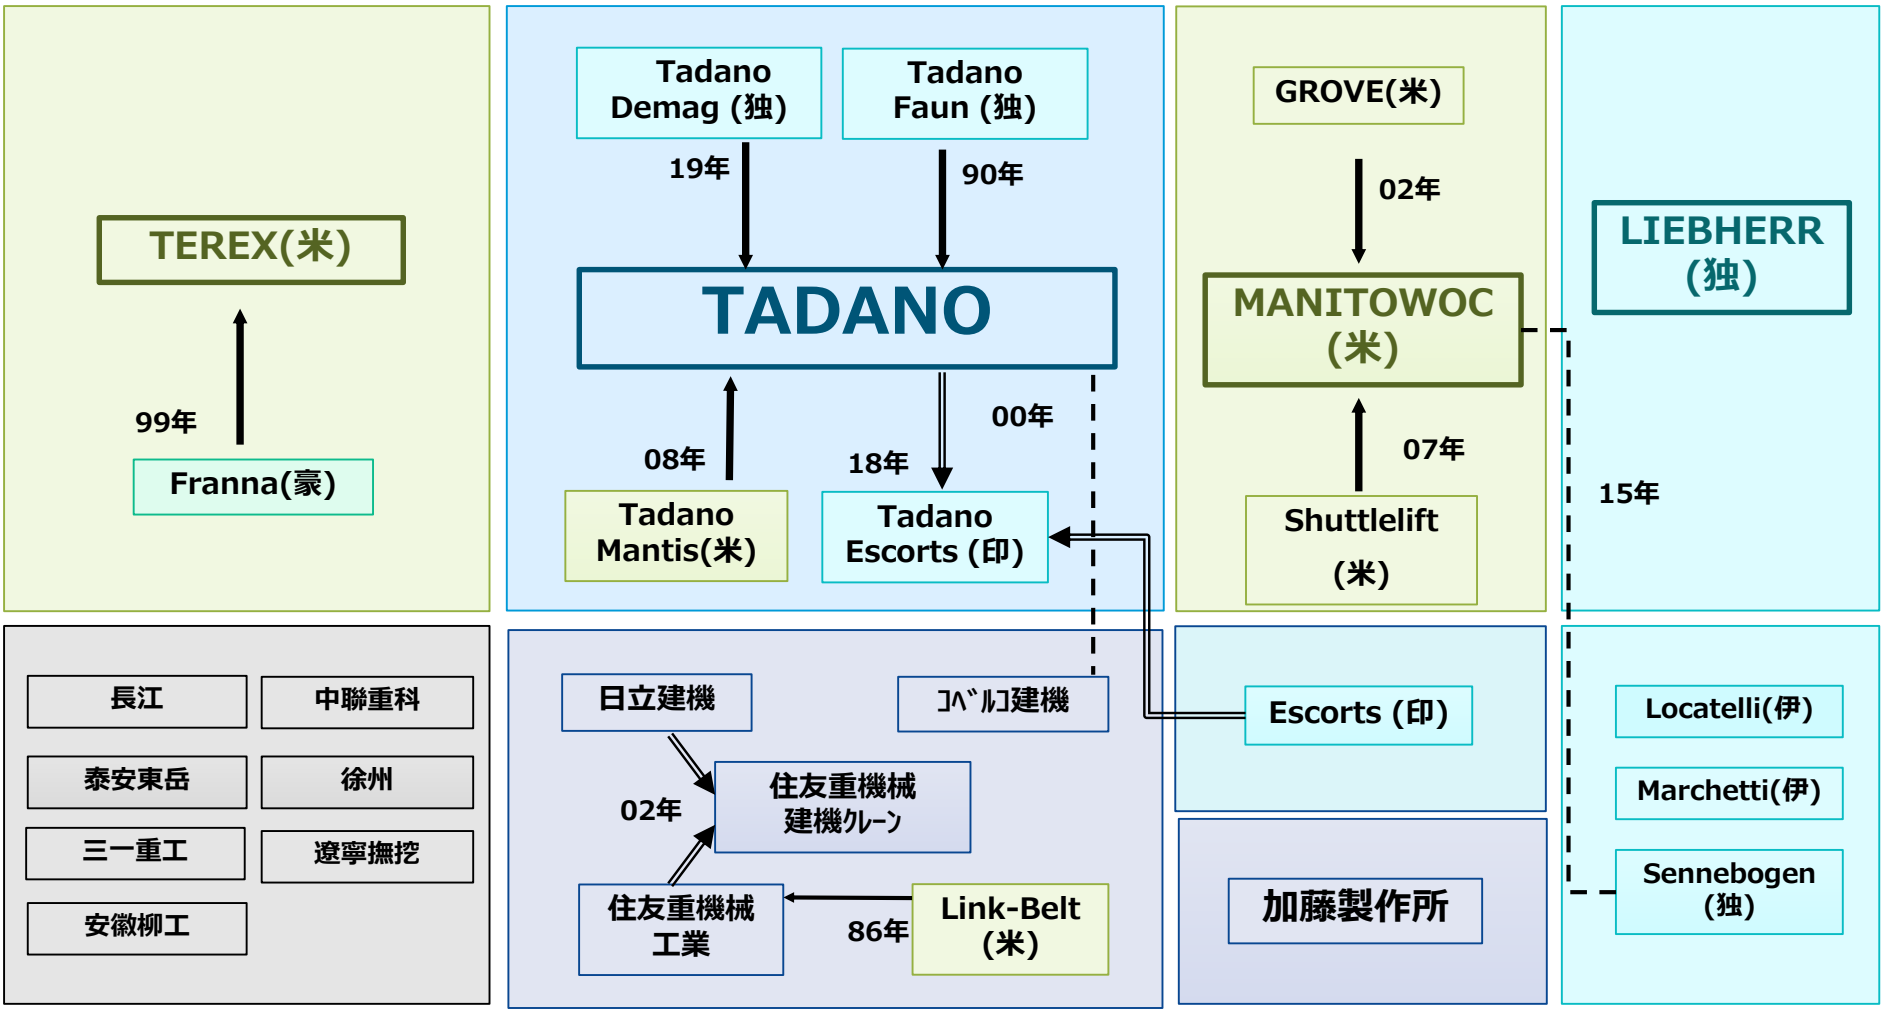 TEREX(米)
99年
Franna(豪)
Tadano
Demag (独)
Tadano
Faun (独)
19年
90年
TADANO
08年
18年
00年
Tadano
Mantis(米)
Tadano
Escorts (印)
GROVE(米)
02年
MANITOWOC
(米)
07年
Shuttlelift
(米)
LIEBHERR
(独)
15年
長江
中聯重科
泰安東岳
徐州
三一重工
遼寧撫挖
安徽柳工
日立建機
ｺﾍﾞﾙｺ建機
02年
住友重機械
建機ｸﾚｰﾝ
住友重機械
工業
86年
Link-Belt
(米)
Escorts (印)
加藤製作所
Locatelli(伊)
Marchetti(伊)
Sennebogen
(独)